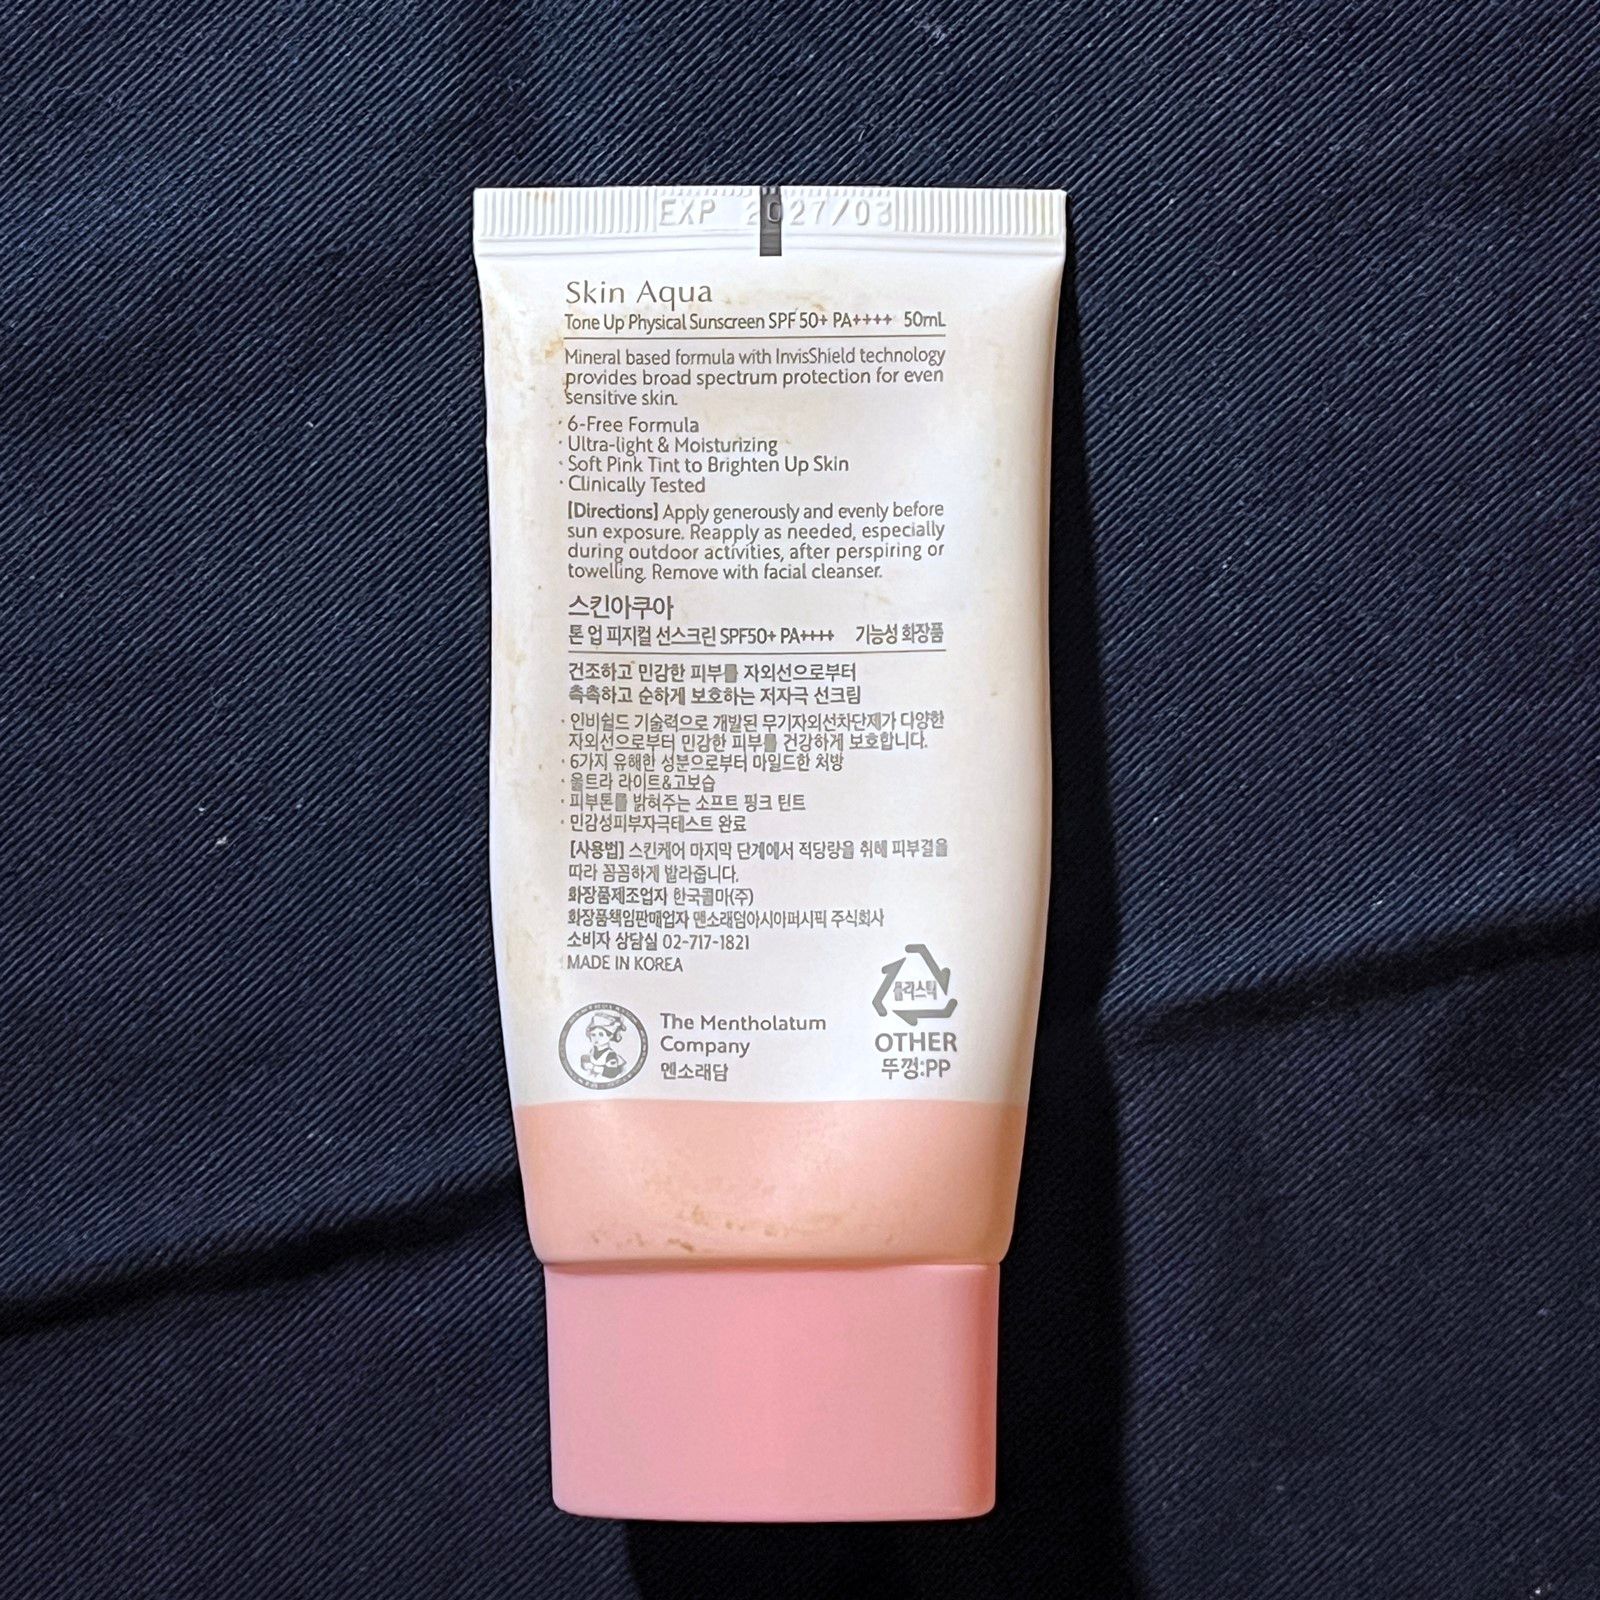 EXP 2027/03
Skin Aqua
Tone Up Physical Sunscreen SPF 50+ PA++++ 50mL
Mineral based formula with InvisShield technology
provides broad spectrum protection for even
sensitive skin.
· 6-Free Formula
· Ultra-light & Moisturizing
· Soft Pink Tint to Brighten Up Skin
· Clinically Tested
[Directions] Apply generously and evenly before
sun exposure. Reapply as needed, especially
during outdoor activities, after perspiring or
towelling. Remove with facial cleanser.
스킨아쿠아
톤 업 피지컬 선스크린 SPF50+ PA++++ 기능성 화장품
건조하고 민감한 피부를 자외선으로부터
촉촉하고 순하게 보호하는 저자극 선크림
· 인비쉴드 기술력으로 개발된 무기자외선차단제가 다양한
자외선으로부터 민감한 피부를 건강하게 보호합니다.
· 6가지 유해한 성분으로부터 마일드한 처방
· 울트라 라이트&고보습
· 피부톤를 밝혀주는 소프트 핑크 틴트
· 민감성피부자극테스트 완료
[사용법] 스킨케어 마지막 단계에서 적당량을 취해 피부결을
따라 꼼꼼하게 발라줍니다.
화장품제조업자 한국콜마(주)
화장품책임판매업자 맨소래덤아시아퍼시픽 주식회사
소비자 상담실 02-717-1821
MADE IN KOREA
플라스틱
OTHER
뚜껑:PP
The Mentholatum
Company
멘소래담